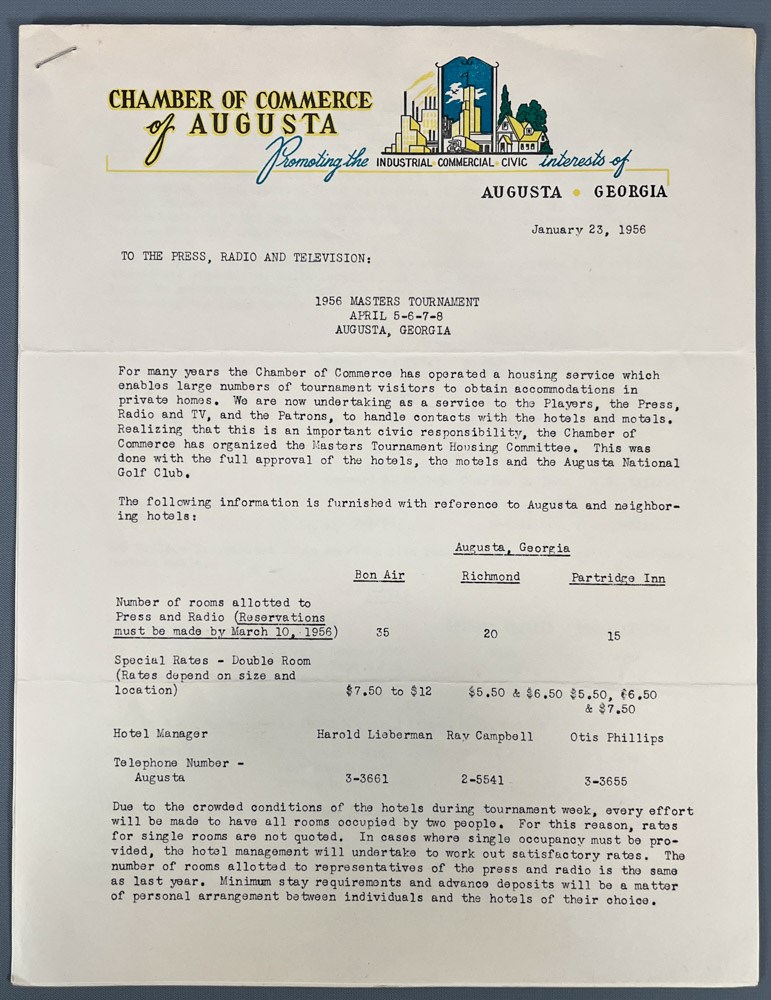 CHAMBER OF COMMERCE
of AUGUSTA
Promoting the INDUSTRIAL COMMERCIAL CIVIC interests of
AUGUSTA • GEORGIA
January 23, 1956
TO THE PRESS, RADIO AND TELEVISION:
1956 MASTERS TOURNAMENT
APRIL 5-6-7-8
AUGUSTA, GEORGIA
For many years the Chamber of Commerce has operated a housing service which
enables large numbers of tournament visitors to obtain accommodations in
private homes. We are now undertaking as a service to the Players, the Press,
Radio and TV, and the Patrons, to handle contacts with the hotels and motels.
Realizing that this is an important civic responsibility, the Chamber of
Commerce has organized the Masters Tournament Housing Committee. This was
done with the full approval of the hotels, the motels and the Augusta National
Golf Club.
The following information is furnished with reference to Augusta and neighbor-
ing hotels:
Augusta, Georgia
Bon Air Richmond Partridge Inn
Number of rooms allotted to
Press and Radio (Reservations
must be made by March 10, 1956) 35 20 15
Special Rates - Double Room
(Rates depend on size and
location) $7.50 to $12 $5.50 & $6.50 $5.50, $6.50
& $7.50
Hotel Manager Harold Lieberman Ray Campbell Otis Phillips
Telephone Number -
Augusta 3-3661 2-5541 3-3655
Due to the crowded conditions of the hotels during tournament week, every effort
will be made to have all rooms occupied by two people. For this reason, rates
for single rooms are not quoted. In cases where single occupancy must be pro-
vided, the hotel management will undertake to work out satisfactory rates. The
number of rooms allotted to representatives of the press and radio is the same
as last year. Minimum stay requirements and advance deposits will be a matter
of personal arrangement between individuals and the hotels of their choice.